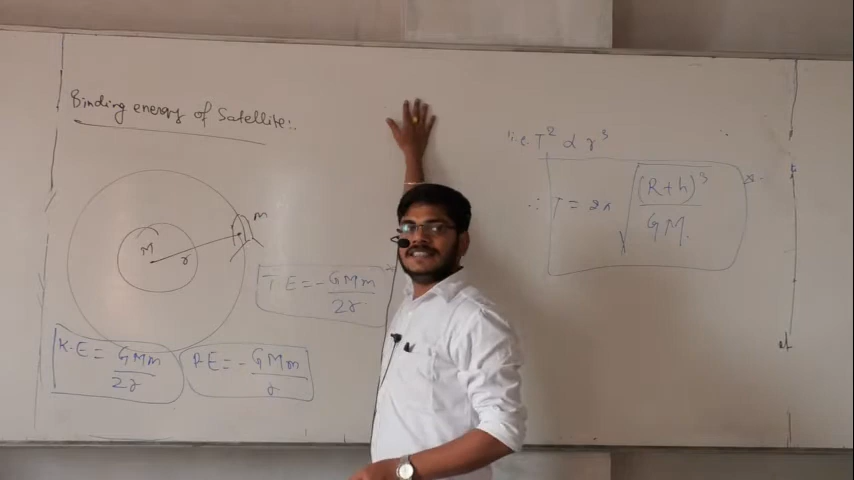 Binding energy of Satellite:.
M
m
r
T E = - GMm / 2r
K.E = GMm / 2r
P E = - GMm / r
i.e. T² α r³
∴ T = 2π √ (R+h)³ / GM.